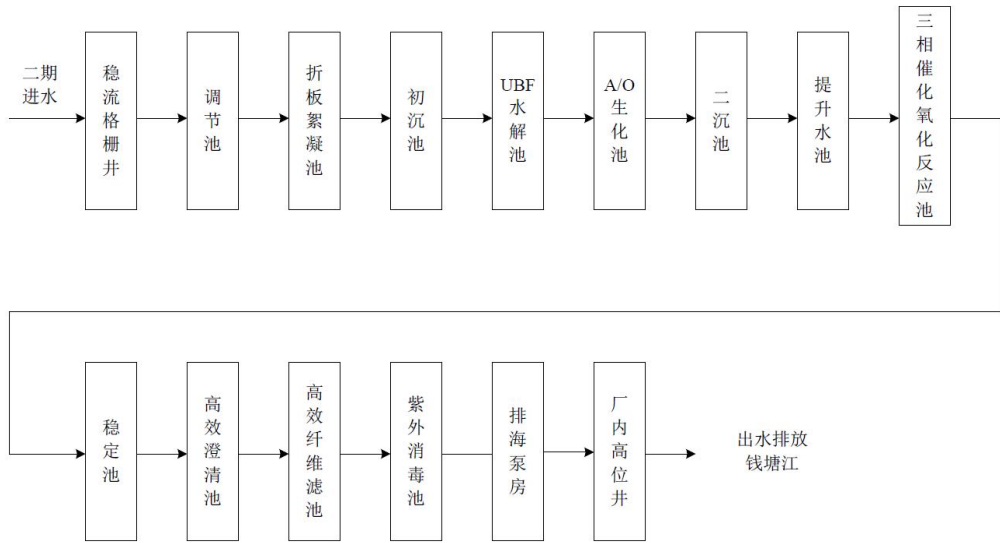 二期
进水
稳流格栅井
调节池
折板絮凝池
初沉池
UBF
水解池
A/O
生化池
二沉池
提升水池
三相催化氧化反应池
稳定池
高效澄清池
高效纤维滤池
紫外消毒池
排海泵房
厂内高位井
出水排放
钱塘江